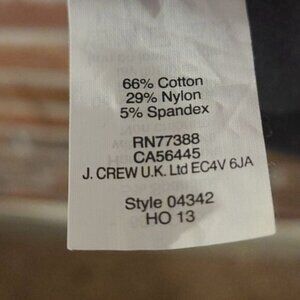 66% Cotton
29% Nylon
5% Spandex
RN77388
CA56445
J. CREW U.K. Ltd EC4V 6JA
Style 04342
HO 13